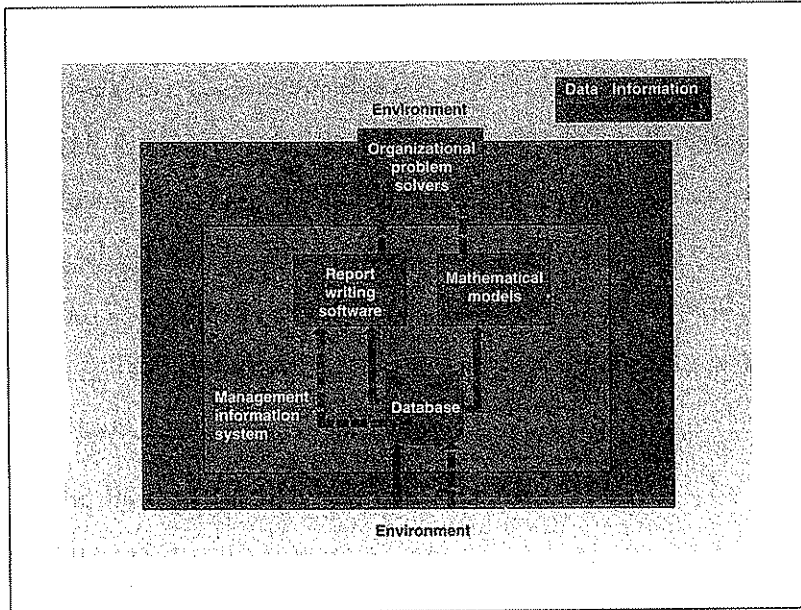 Data Information
Environment
Organizational
problem
solvers
Report
writing
software
Mathematical
models
Management
information
system
Database
Environment